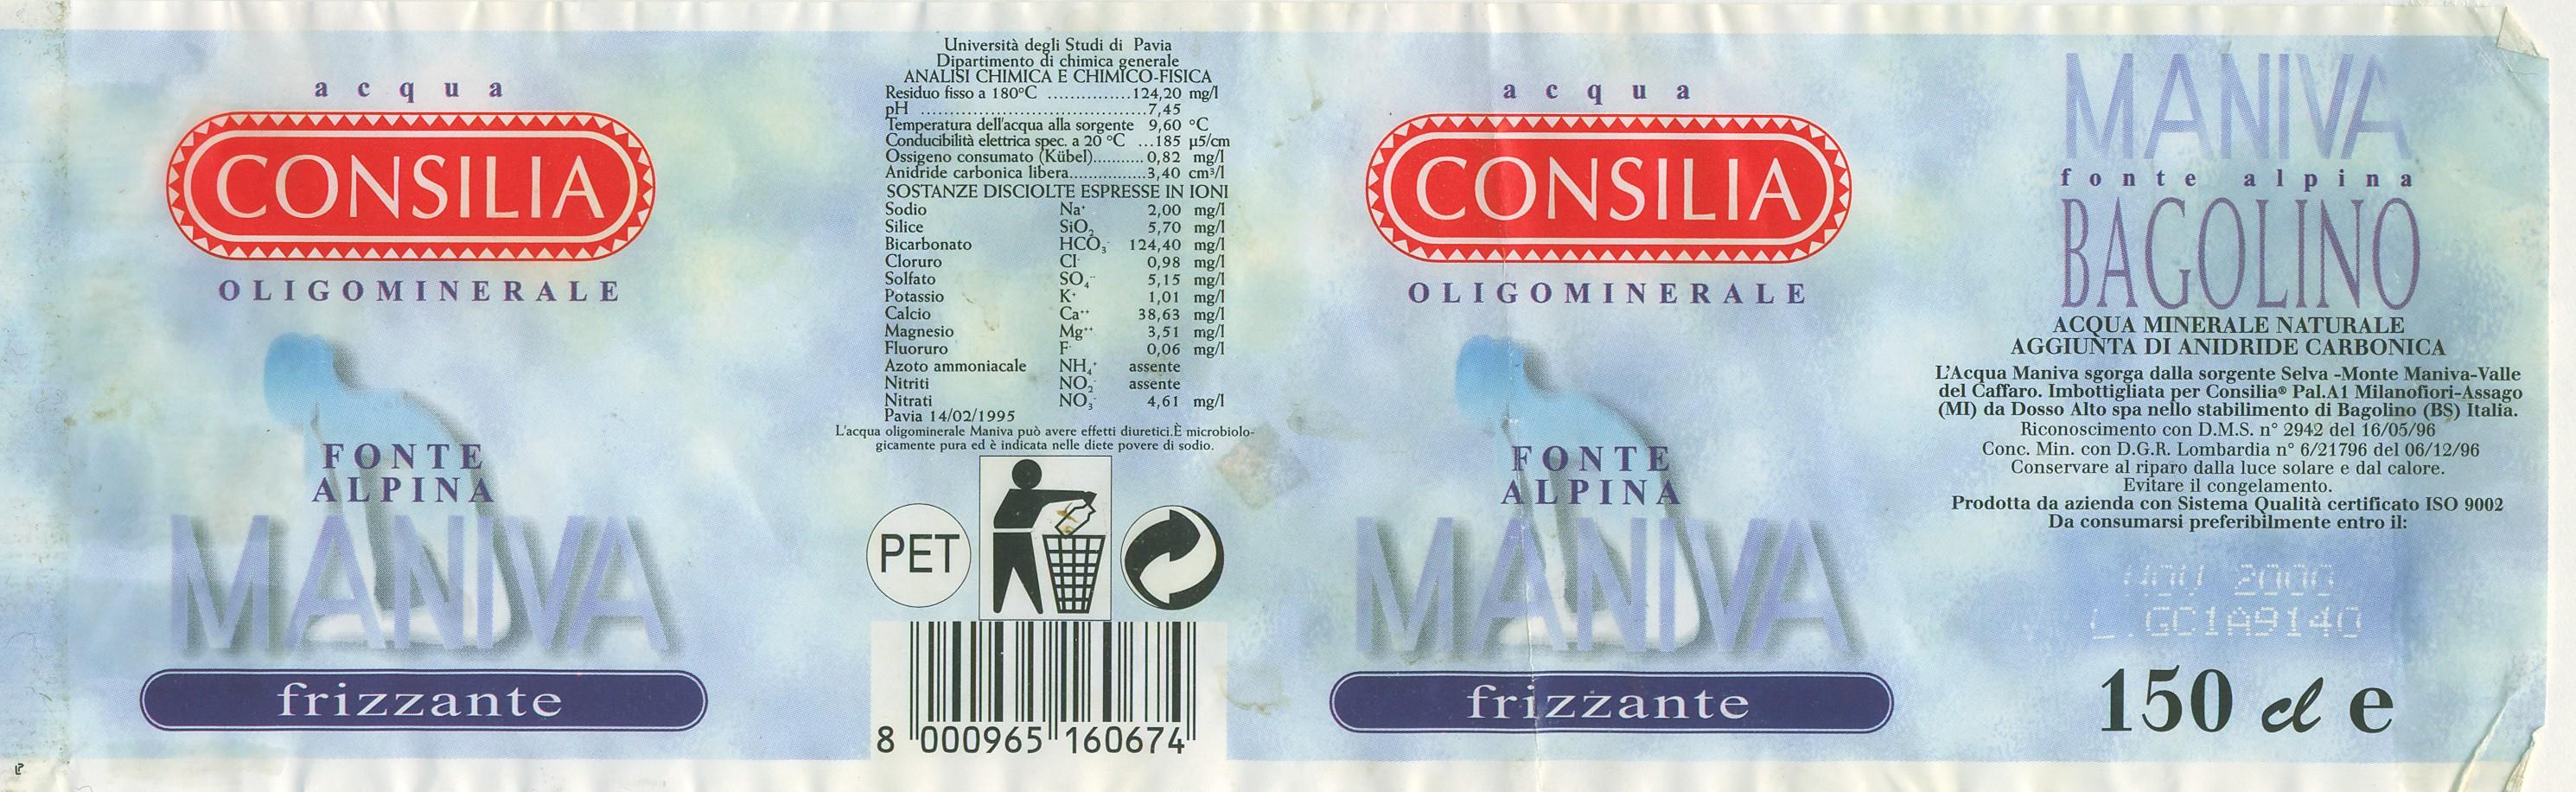 acqua
CONSILIA
OLIGOMINERALE
FONTE
ALPINA
MANIVA
frizzante
Università degli Studi di Pavia
Dipartimento di chimica generale
ANALISI CHIMICA E CHIMICO-FISICA
Residuo fisso a 180°C ...............124,20 mg/l
pH ........................................7,45
Temperatura dell'acqua alla sorgente 9,60 °C
Conducibilità elettrica spec. a 20 °C ...185 µ5/cm
Ossigeno consumato (Kübel)..........0,82 mg/l
Anidride carbonica libera...............3,40 cm³/l
SOSTANZE DISCIOLTE ESPRESSE IN IONI
Sodio Na⁺ 2,00 mg/l
Silice SiO₂ 5,70 mg/l
Bicarbonato HCO₃⁻ 124,40 mg/l
Cloruro Cl⁻ 0,98 mg/l
Solfato SO₄⁻⁻ 5,15 mg/l
Potassio K⁺ 1,01 mg/l
Calcio Ca⁺⁺ 38,63 mg/l
Magnesio Mg⁺⁺ 3,51 mg/l
Fluoruro F⁻ 0,06 mg/l
Azoto ammoniacale NH₄⁺ assente
Nitriti NO₂⁻ assente
Nitrati NO₃⁻ 4,61 mg/l
Pavia 14/02/1995
L'acqua oligominerale Maniva può avere effetti diuretici.È microbiolo-
gicamente pura ed è indicata nelle diete povere di sodio.
PET
8 000965 160674
acqua
CONSILIA
OLIGOMINERALE
FONTE
ALPINA
MANIVA
frizzante
MANIVA
fonte alpina
BAGOLINO
ACQUA MINERALE NATURALE
AGGIUNTA DI ANIDRIDE CARBONICA
L'Acqua Maniva sgorga dalla sorgente Selva -Monte Maniva-Valle
del Caffaro. Imbottigliata per Consilia® Pal.A1 Milanofiori-Assago
(MI) da Dosso Alto spa nello stabilimento di Bagolino (BS) Italia.
Riconoscimento con D.M.S. n° 2942 del 16/05/96
Conc. Min. con D.G.R. Lombardia n° 6/21796 del 06/12/96
Conservare al riparo dalla luce solare e dal calore.
Evitare il congelamento.
Prodotta da azienda con Sistema Qualità certificato ISO 9002
Da consumarsi preferibilmente entro il:
NOV 2000
L.GC1A9140
150 cl e